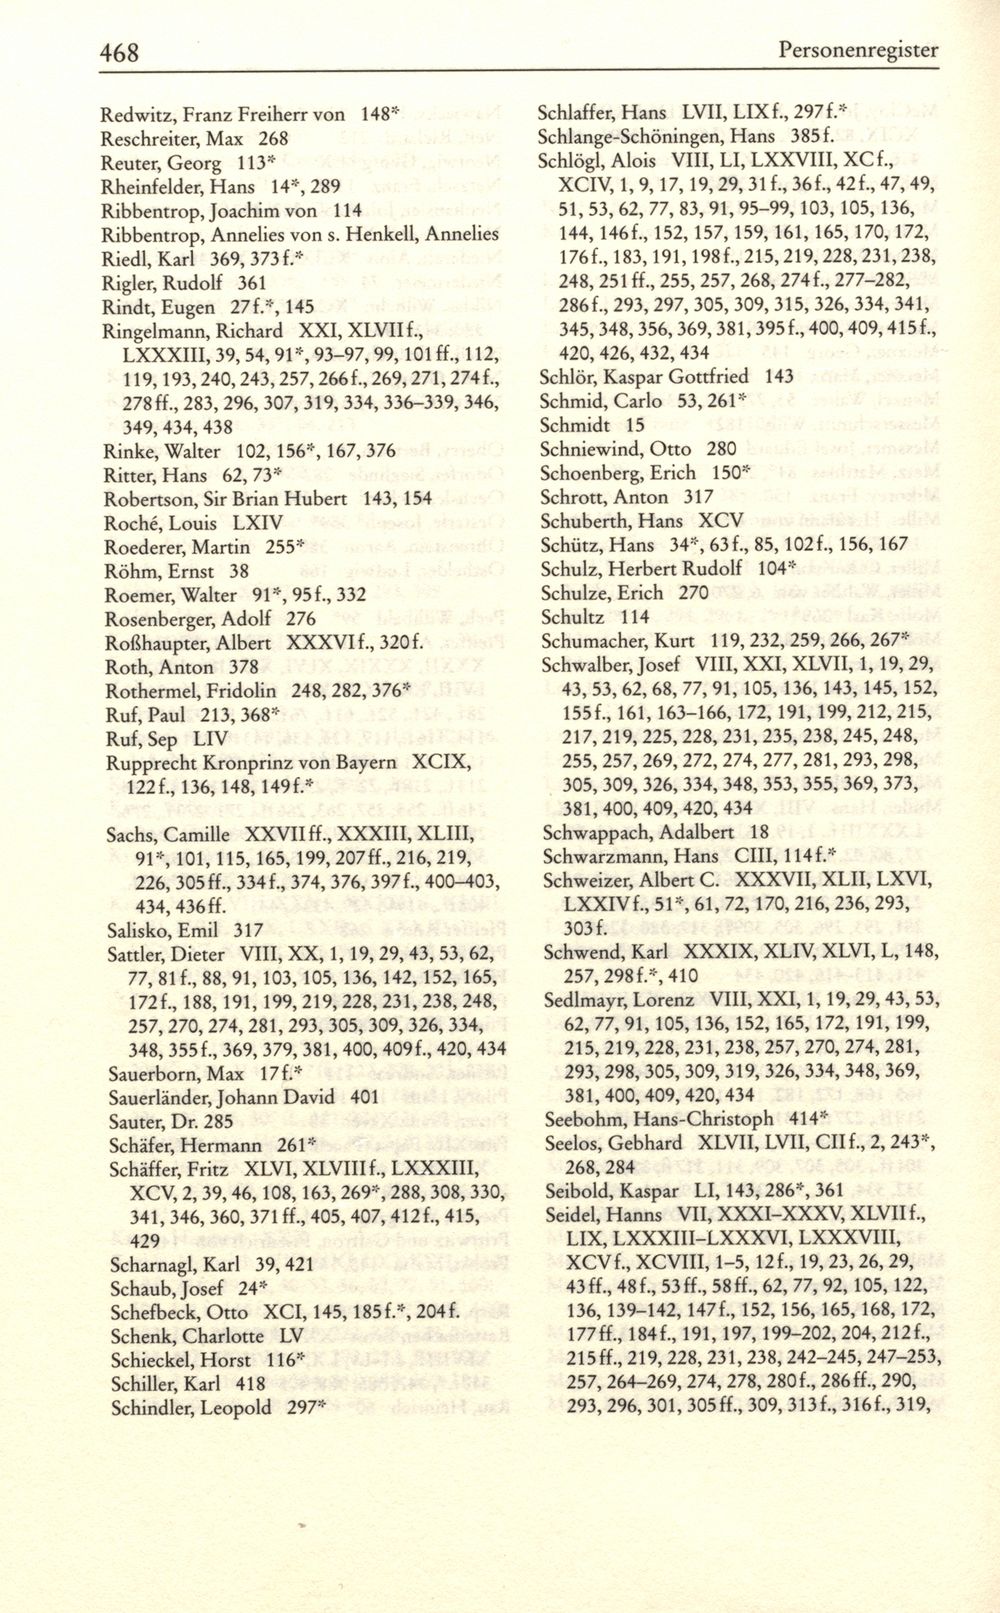 468
Personenregister
Redwitz, Franz Freiherr von 148*
Reschreiter, Max 268
Reuter, Georg 113*
Rheinfelder, Hans 14*, 289
Ribbentrop, Joachim von 114
Ribbentrop, Annelies von s. Henkell, Annelies
Riedl, Karl 369, 373f.*
Rigler, Rudolf 361
Rindt, Eugen 27f.*, 145
Ringelmann, Richard XXI, XLVIIf.,
LXXXIII, 39, 54, 91*, 93–97, 99, 101ff., 112,
119, 193, 240, 243, 257, 266f., 269, 271, 274f.,
278ff., 283, 296, 307, 319, 334, 336–339, 346,
349, 434, 438
Rinke, Walter 102, 156*, 167, 376
Ritter, Hans 62, 73*
Robertson, Sir Brian Hubert 143, 154
Roché, Louis LXIV
Roederer, Martin 255*
Röhm, Ernst 38
Roemer, Walter 91*, 95f., 332
Rosenberger, Adolf 276
Roßhaupter, Albert XXXVIf., 320f.
Roth, Anton 378
Rothermel, Fridolin 248, 282, 376*
Ruf, Paul 213, 368*
Ruf, Sep LIV
Rupprecht Kronprinz von Bayern XCIX,
122f., 136, 148, 149f.*
Sachs, Camille XXVIIff., XXXIII, XLIII,
91*, 101, 115, 165, 199, 207ff., 216, 219,
226, 305ff., 334f., 374, 376, 397f., 400–403,
434, 436ff.
Salisko, Emil 317
Sattler, Dieter VIII, XX, 1, 19, 29, 43, 53, 62,
77, 81f., 88, 91, 103, 105, 136, 142, 152, 165,
172f., 188, 191, 199, 219, 228, 231, 238, 248,
257, 270, 274, 281, 293, 305, 309, 326, 334,
348, 355f., 369, 379, 381, 400, 409f., 420, 434
Sauerborn, Max 17f.*
Sauerländer, Johann David 401
Sauter, Dr. 285
Schäfer, Hermann 261*
Schäffer, Fritz XLVI, XLVIIIf., LXXXIII,
XCV, 2, 39, 46, 108, 163, 269*, 288, 308, 330,
341, 346, 360, 371ff., 405, 407, 412f., 415,
429
Scharnagl, Karl 39, 421
Schaub, Josef 24*
Schefbeck, Otto XCI, 145, 185f.*, 204f.
Schenk, Charlotte LV
Schieckel, Horst 116*
Schiller, Karl 418
Schindler, Leopold 297*
Schlaffer, Hans LVII, LIXf., 297f.*
Schlange-Schöningen, Hans 385f.
Schlögl, Alois VIII, LI, LXXVIII, XCf.,
XCIV, 1, 9, 17, 19, 29, 31f., 36f., 42f., 47, 49,
51, 53, 62, 77, 83, 91, 95–99, 103, 105, 136,
144, 146f., 152, 157, 159, 161, 165, 170, 172,
176f., 183, 191, 198f., 215, 219, 228, 231, 238,
248, 251ff., 255, 257, 268, 274f., 277–282,
286f., 293, 297, 305, 309, 315, 326, 334, 341,
345, 348, 356, 369, 381, 395f., 400, 409, 415f.,
420, 426, 432, 434
Schlör, Kaspar Gottfried 143
Schmid, Carlo 53, 261*
Schmidt 15
Schniewind, Otto 280
Schoenberg, Erich 150*
Schrott, Anton 317
Schuberth, Hans XCV
Schütz, Hans 34*, 63f., 85, 102f., 156, 167
Schulz, Herbert Rudolf 104*
Schulze, Erich 270
Schultz 114
Schumacher, Kurt 119, 232, 259, 266, 267*
Schwalber, Josef VIII, XXI, XLVII, 1, 19, 29,
43, 53, 62, 68, 77, 91, 105, 136, 143, 145, 152,
155f., 161, 163–166, 172, 191, 199, 212, 215,
217, 219, 225, 228, 231, 235, 238, 245, 248,
255, 257, 269, 272, 274, 277, 281, 293, 298,
305, 309, 326, 334, 348, 353, 355, 369, 373,
381, 400, 409, 420, 434
Schwappach, Adalbert 18
Schwarzmann, Hans CIII, 114f.*
Schweizer, Albert C. XXXVII, XLII, LXVI,
LXXIVf., 51*, 61, 72, 170, 216, 236, 293,
303f.
Schwend, Karl XXXIX, XLIV, XLVI, L, 148,
257, 298f.*, 410
Sedlmayr, Lorenz VIII, XXI, 1, 19, 29, 43, 53,
62, 77, 91, 105, 136, 152, 165, 172, 191, 199,
215, 219, 228, 231, 238, 257, 270, 274, 281,
293, 298, 305, 309, 319, 326, 334, 348, 369,
381, 400, 409, 420, 434
Seebohm, Hans-Christoph 414*
Seelos, Gebhard XLVII, LVII, CIIf., 2, 243*,
268, 284
Seibold, Kaspar LI, 143, 286*, 361
Seidel, Hanns VII, XXXI–XXXV, XLVIIf.,
LIX, LXXXIII–LXXXVI, LXXXVIII,
XCVf., XCVIII, 1–5, 12f., 19, 23, 26, 29,
43ff., 48f., 53ff., 58ff., 62, 77, 92, 105, 122,
136, 139–142, 147f., 152, 156, 165, 168, 172,
177ff., 184f., 191, 197, 199–202, 204, 212f.,
215ff., 219, 228, 231, 238, 242–245, 247–253,
257, 264–269, 274, 278, 280f., 286ff., 290,
293, 296, 301, 305ff., 309, 313f., 316f., 319,